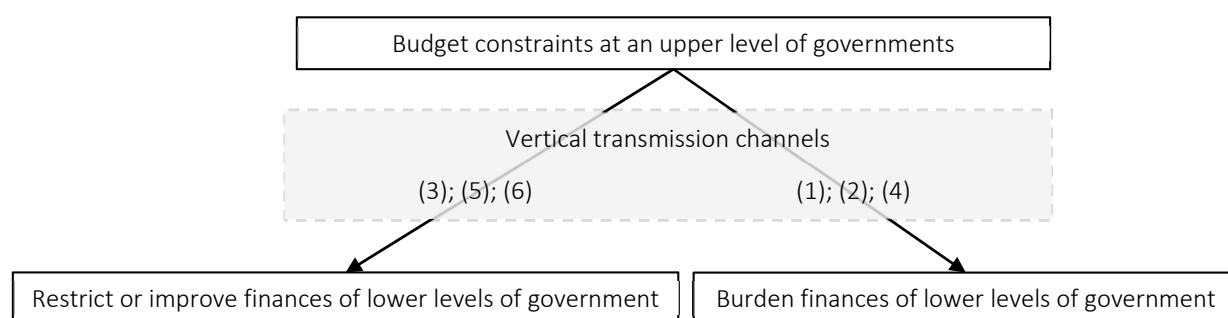 Budget constraints at an upper level of governments
Vertical transmission channels
(3); (5); (6)
(1); (2); (4)
Restrict or improve finances of lower levels of government
Burden finances of lower levels of government